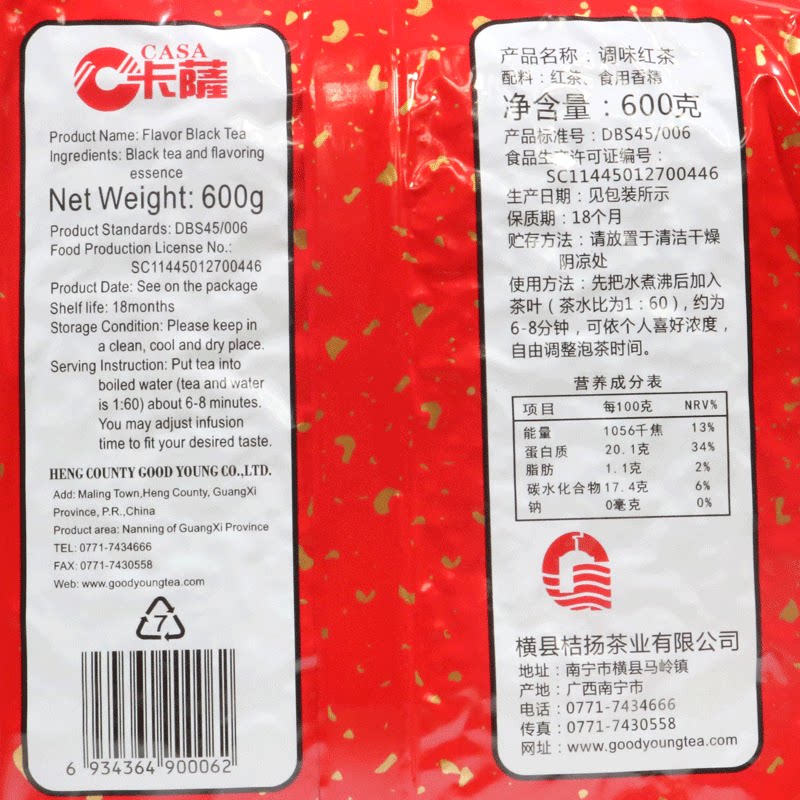 CASA
卡薩
Product Name: Flavor Black Tea
Ingredients: Black tea and flavoring
essence
Net Weight: 600g
Product Standards: DBS45/006
Food Production License No.:
SC11445012700446
Product Date: See on the package
Shelf life: 18months
Storage Condition: Please keep in
a clean, cool and dry place.
Serving Instruction: Put tea into
boiled water (tea and water
is 1:60) about 6-8 minutes.
You may adjust infusion
time to fit your desired taste.
HENG COUNTY GOOD YOUNG CO.,LTD.
Add: Maling Town,Heng County, GuangXi
Province, P.R.,China
Product area: Nanning of GuangXi Province
TEL: 0771-7434666
FAX: 0771-7430558
Web: www.goodyoungtea.com
7
6 934364 900062
产品名称：调味红茶
配料：红茶、食用香精
净含量：600克
产品标准号：DBS45/006
食品生产许可证编号：
SC11445012700446
生产日期：见包装所示
保质期：18个月
贮存方法：请放置于清洁干燥
阴凉处
使用方法：先把水煮沸后加入
茶叶（茶水比为1：60），约为
6-8分钟，可依个人喜好浓度，
自由调整泡茶时间。
营养成分表
项目 每100克 NRV%
能量 1056千焦 13%
蛋白质 20.1克 34%
脂肪 1.1克 2%
碳水化合物 17.4克 6%
钠 0毫克 0%
横县桔扬茶业有限公司
地址：南宁市横县马岭镇
产地：广西南宁市
电话：0771-7434666
传真：0771-7430558
网址：www.goodyoungtea.com